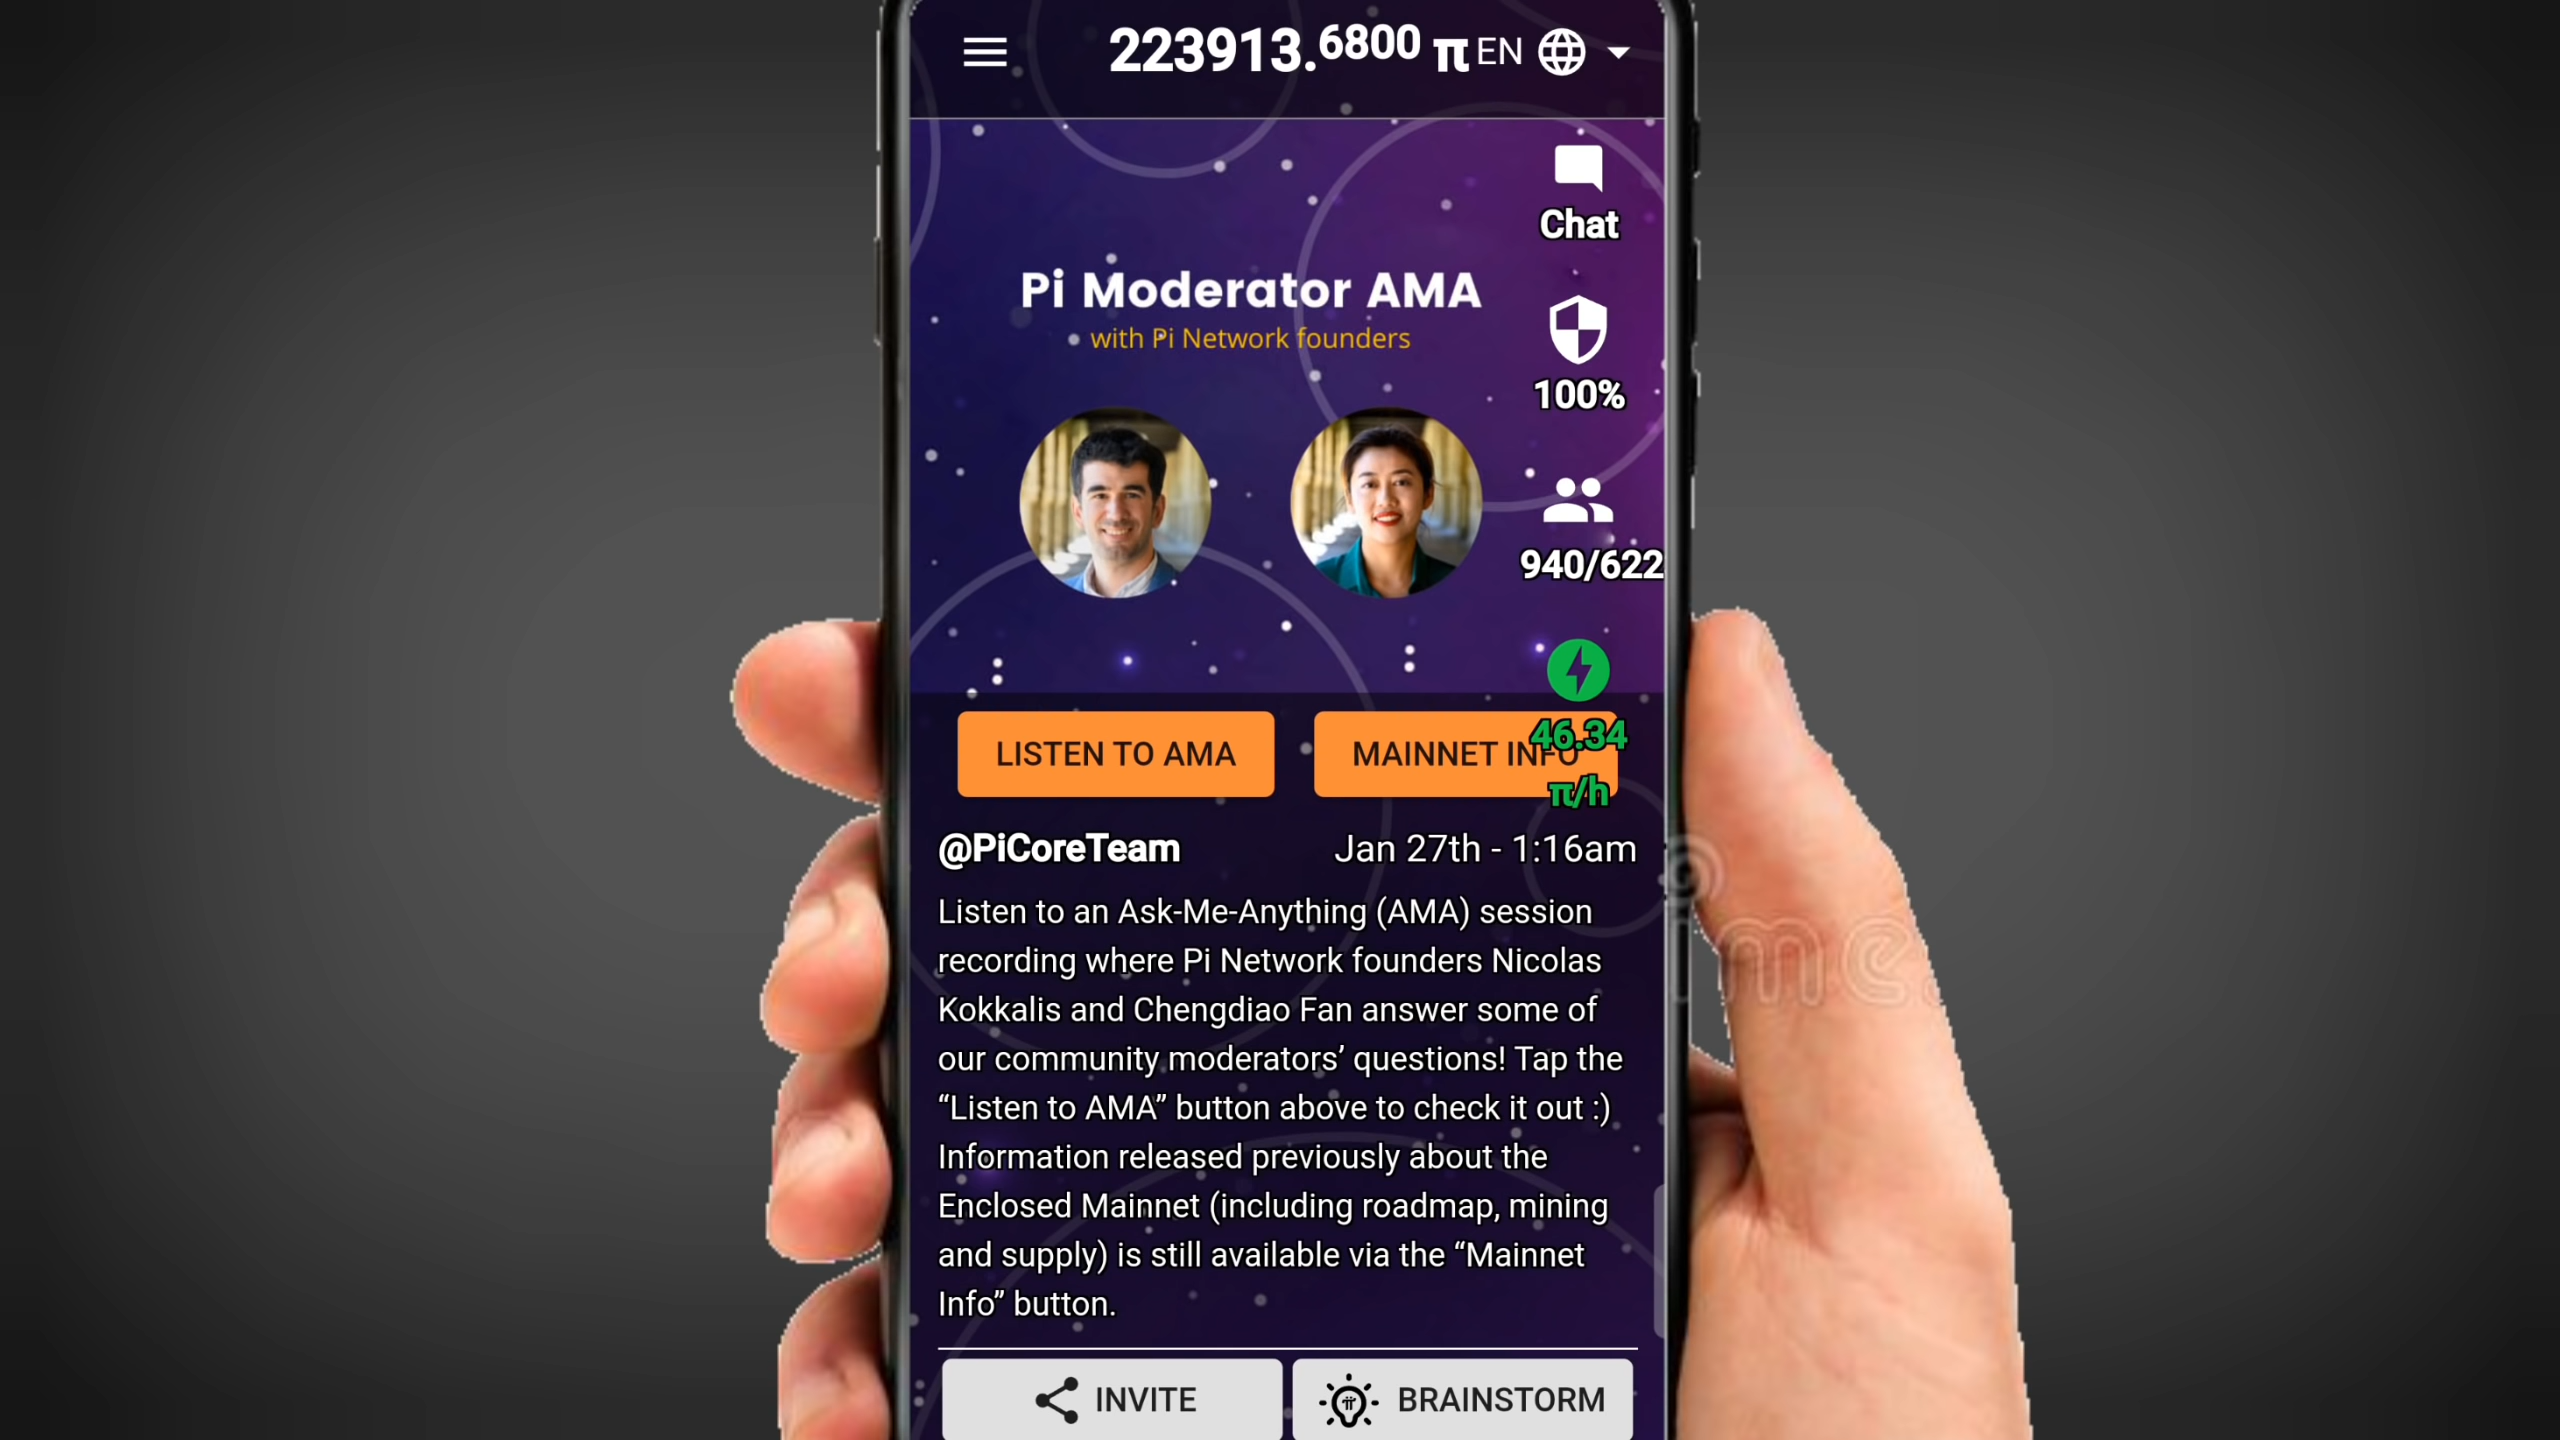 223913.6800 π EN
Chat
Pi Moderator AMA
with Pi Network founders
100%
940/622
46.34
π/h
LISTEN TO AMA
MAINNET INFO
@PiCoreTeam
Jan 27th - 1:16am
Listen to an Ask-Me-Anything (AMA) session
recording where Pi Network founders Nicolas
Kokkalis and Chengdiao Fan answer some of
our community moderators’ questions! Tap the
“Listen to AMA” button above to check it out :)
Information released previously about the
Enclosed Mainnet (including roadmap, mining
and supply) is still available via the “Mainnet
Info” button.
INVITE
BRAINSTORM